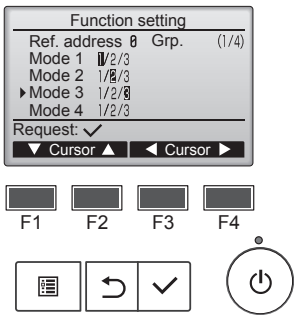 Function setting
Ref. address 0 Grp. (1/4)
Mode 1 1/2/3
Mode 2 1/2/3
Mode 3 1/2/3
Mode 4 1/2/3
Request: ✓
▼ Cursor ▲ ◀ Cursor ▶
F1 F2 F3 F4